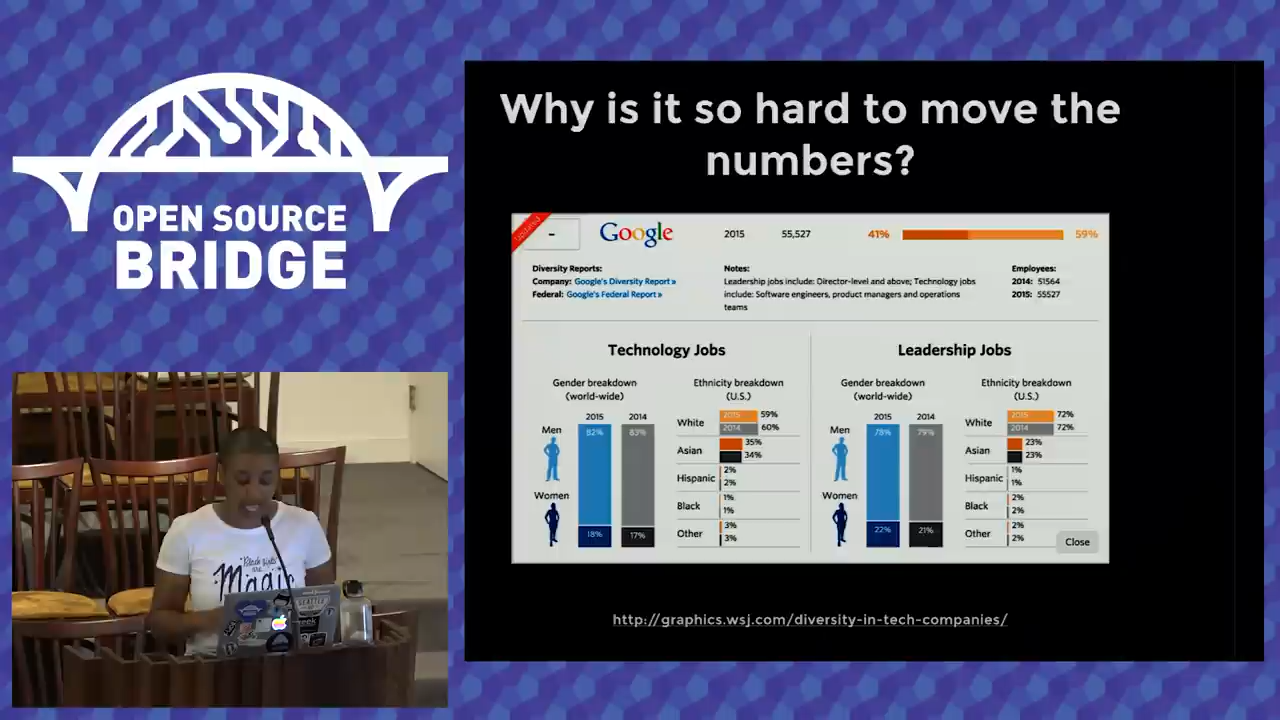 OPEN SOURCE
BRIDGE
Why is it so hard to move the
numbers?
Updated
-
Google
2015
55,527
41%
59%
Diversity Reports:
Company: Google's Diversity Report »
Federal: Google's Federal Report »
Notes:
Leadership jobs include: Director-level and above; Technology jobs
include: Software engineers, product managers and operations
teams
Employees:
2014: 51564
2015: 55527
Technology Jobs
Gender breakdown
(world-wide)
2015 2014
Men
82% 83%
Women
18% 17%
Ethnicity breakdown
(U.S.)
White 2015 59%
2014 60%
Asian 35%
34%
Hispanic 2%
2%
Black 1%
1%
Other 3%
3%
Leadership Jobs
Gender breakdown
(world-wide)
2015 2014
Men
78% 79%
Women
22% 21%
Ethnicity breakdown
(U.S.)
White 2015 72%
2014 72%
Asian 23%
23%
Hispanic 1%
1%
Black 2%
2%
Other 2%
2%
Close
http://graphics.wsj.com/diversity-in-tech-companies/
Black girls
are
Magic